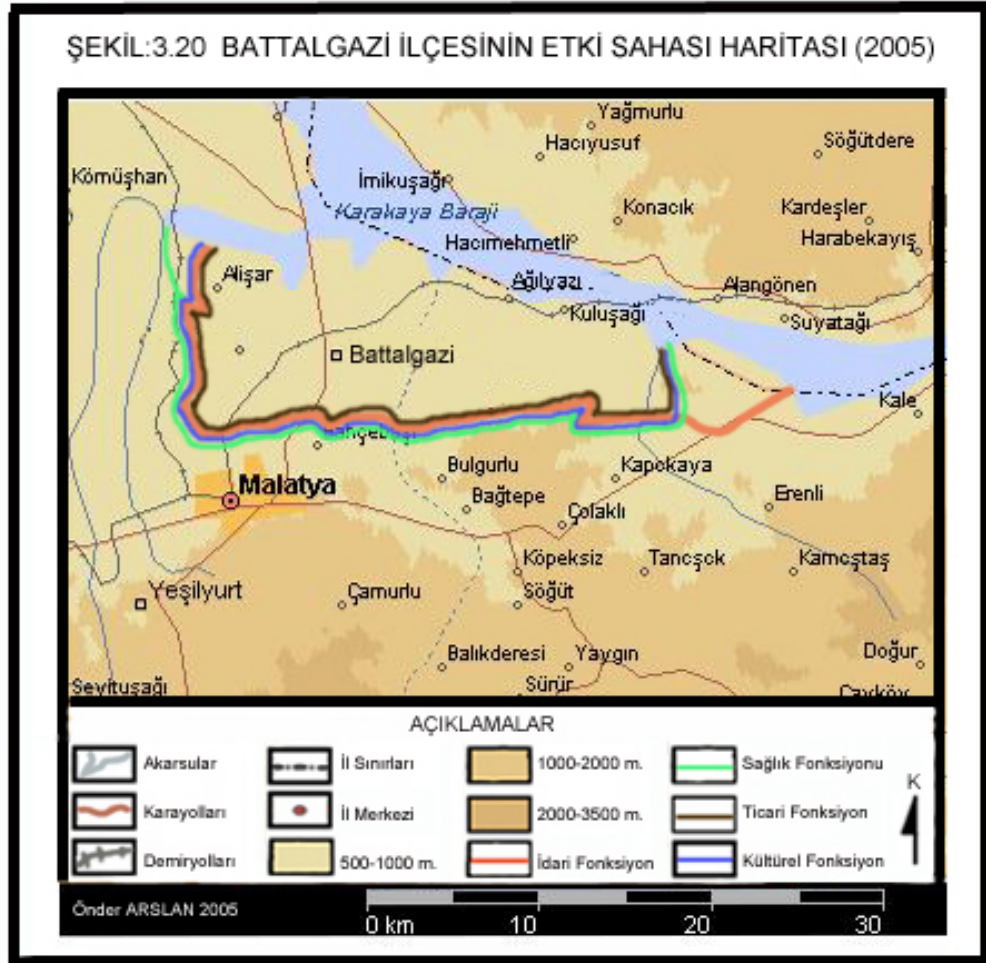 ŞEKİL:3.20 BATTALGAZİ İLÇESİNİN ETKİ SAHASI HARİTASI (2005)
Yağmurlu
Hacıyusuf
Söğütdere
Kömüşhan
İmikuşağı
Konacık
Kardeşler
Karakaya Baraji
Hacımehmetli
Harabekayış
Alişar
Ağılyazı
Alangönen
Kuluşağı
Suyatağı
Battalgazi
Kale
Bulgurlu
Kapıkaya
Malatya
Bağtepe
Erenli
Çolaklı
Köpeksiz
Yeşilyurt
Çamurlu
Söğüt
Balıkderesi
Yaygın
Doğur
Seyituşağı
Sürür
Çayköy
AÇIKLAMALAR
Akarsular
İl Sınırları
1000-2000 m.
Sağlık Fonksiyonu
K
Karayolları
İl Merkezi
2000-3500 m.
Ticari Fonksiyon
Demiryolları
500-1000 m.
İdari Fonksiyon
Kültürel Fonksiyon
Önder ARSLAN 2005
0 km 10 20 30